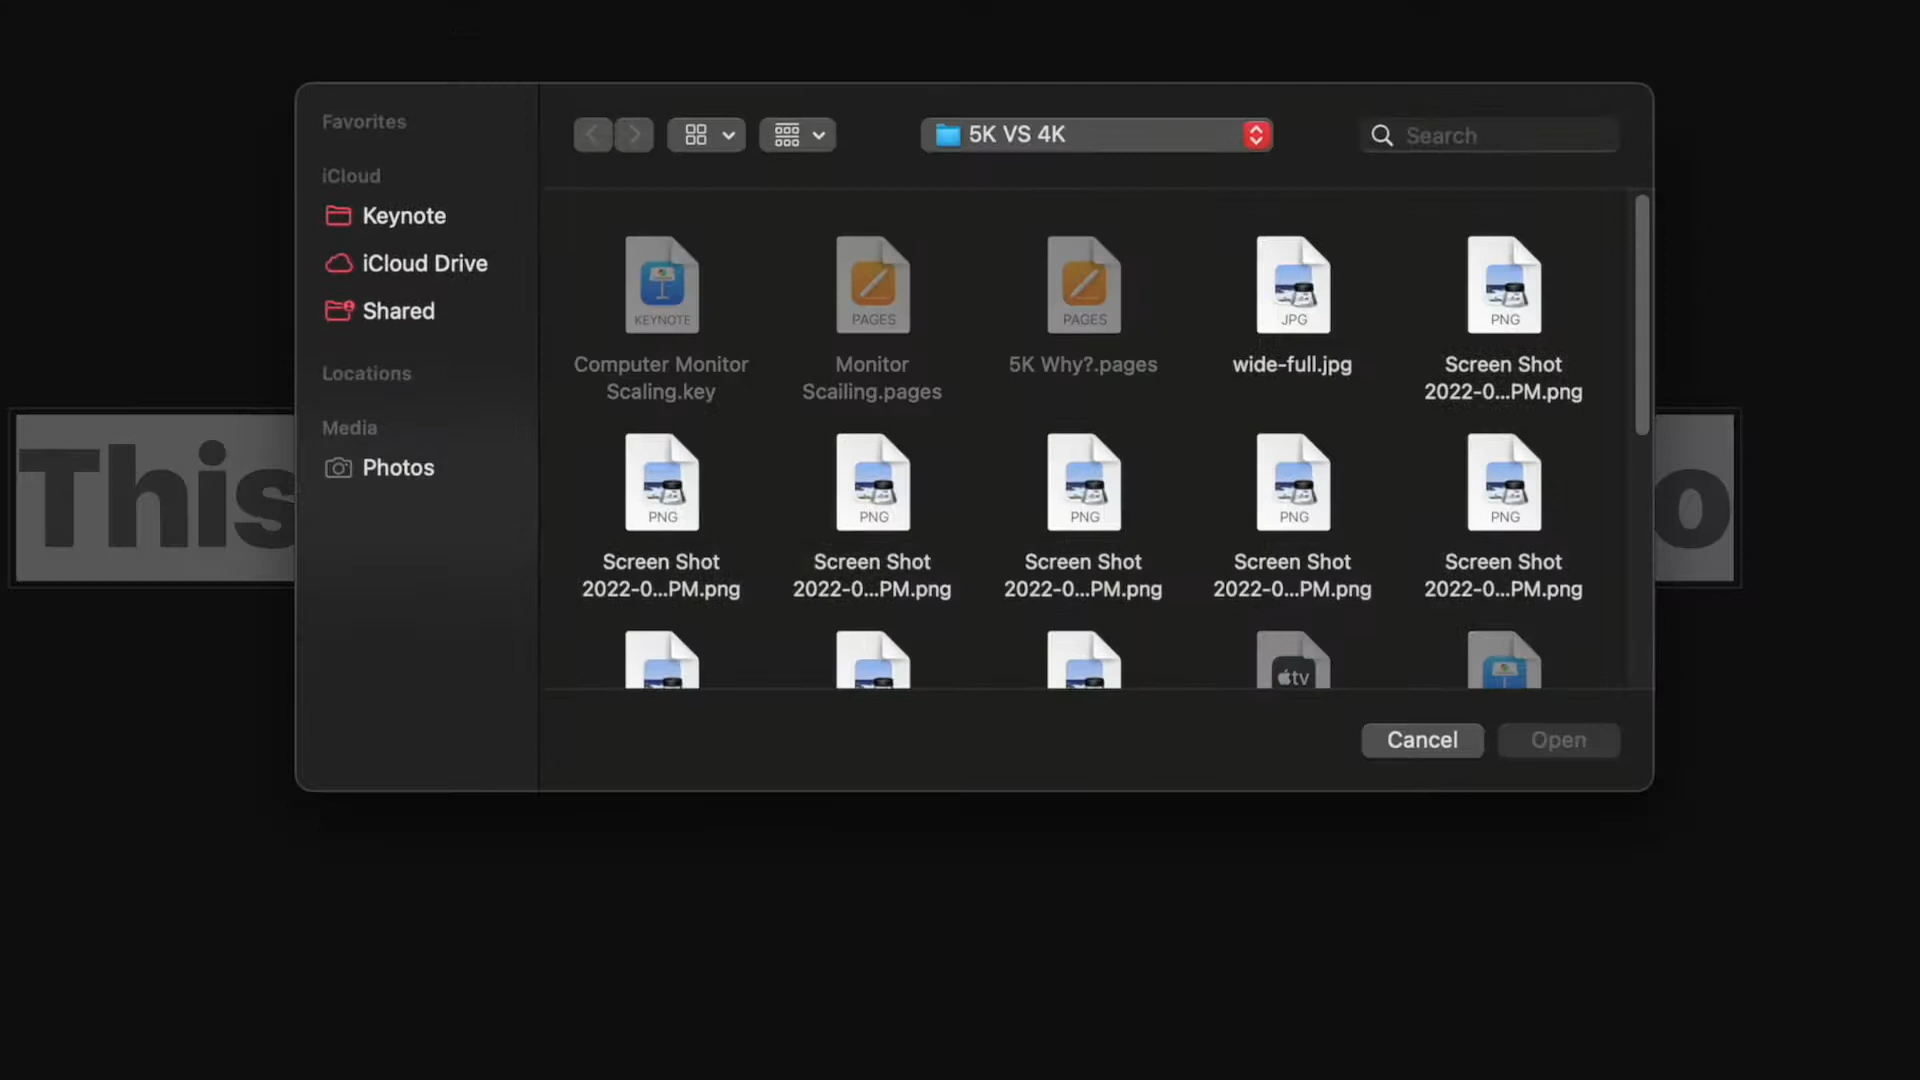 Favorites
iCloud
Keynote
iCloud Drive
Shared
Locations
Media
Photos
5K VS 4K
Search
KEYNOTE
PAGES
PAGES
JPG
PNG
Computer Monitor
Scaling.key
Monitor
Scailing.pages
5K Why?.pages
wide-full.jpg
Screen Shot
2022-0...PM.png
PNG
PNG
PNG
PNG
PNG
Screen Shot
2022-0...PM.png
Screen Shot
2022-0...PM.png
Screen Shot
2022-0...PM.png
Screen Shot
2022-0...PM.png
Screen Shot
2022-0...PM.png
tv
Cancel
Open
This
o